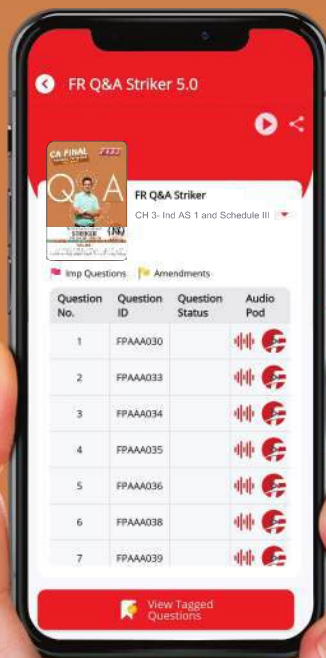 FR Q&A Striker 5.0
CA FINAL
Q A
STRIKER
FR Q&A Striker
CH 3- Ind AS 1 and Schedule III
Imp Questions
Amendments
Question No. Question ID Question Status Audio Pod
1 FPAAA030
2 FPAAA033
3 FPAAA034
4 FPAAA035
5 FPAAA036
6 FPAAA038
7 FPAAA039
View Tagged
Questions